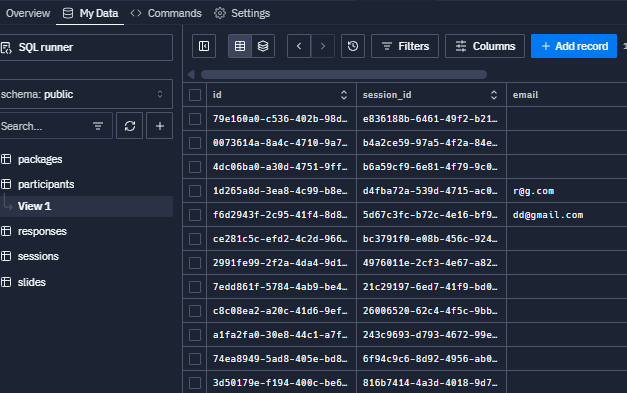 Overview My Data Commands Settings
SQL runner
Filters Columns + Add record 1
schema: public
Search...
packages
participants
View 1
responses
sessions
slides
id session_id email
79e160a0-c536-402b-98d… e836188b-6461-49f2-b21…
0073614a-8a4c-4710-9a7… b4a2ce59-97a5-4f2a-84e…
4dc06ba0-a30d-4751-9ff… b6a59cf9-6e81-4f79-9c0…
1d265a8d-3ea8-4c99-b8e… d4fba72a-539d-4715-ac0… r@g.com
f6d2943f-2c95-41f4-8d8… 5d67c3fc-b72c-4e16-bf9… dd@gmail.com
ce281c5c-efd2-4c2d-966… bc3791f0-e08b-456c-924…
2991fe99-2f2a-4da4-9d1… 4976011e-2cf3-4e67-a82…
7edd861f-5784-4ab9-be4… 21c29197-6ed7-41f9-bd0…
c8c08ea2-a20c-41d6-9ef… 26006520-62c4-4f5c-9bb…
a1fa2fa0-30e8-44c1-a7f… 243c9693-d793-4672-99e…
74ea8949-5ad8-405e-bd8… 6f94c9c6-8d92-4956-ab0…
3d50179e-f194-400c-be6… 816b7414-4a3d-4018-9d7…